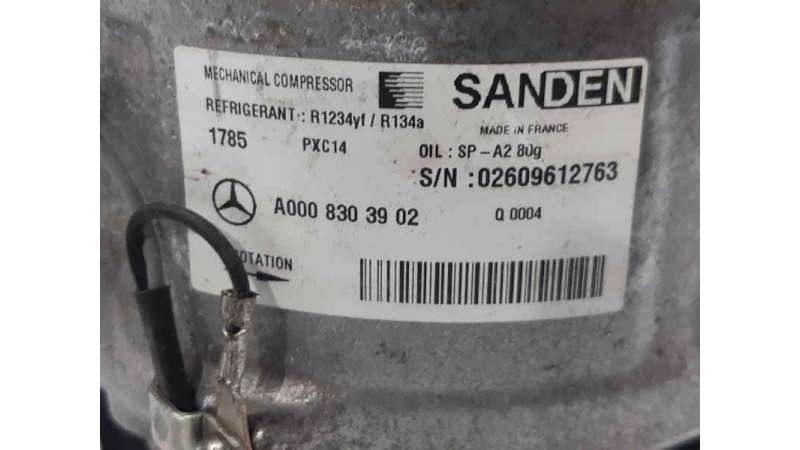 MECHANICAL COMPRESSOR
SANDEN
REFRIGERANT : R1234yf / R134a
MADE IN FRANCE
1785 PXC14
OIL : SP-A2 80g
S/N : 02609612763
A000 830 39 02
Q 0004
OTATION